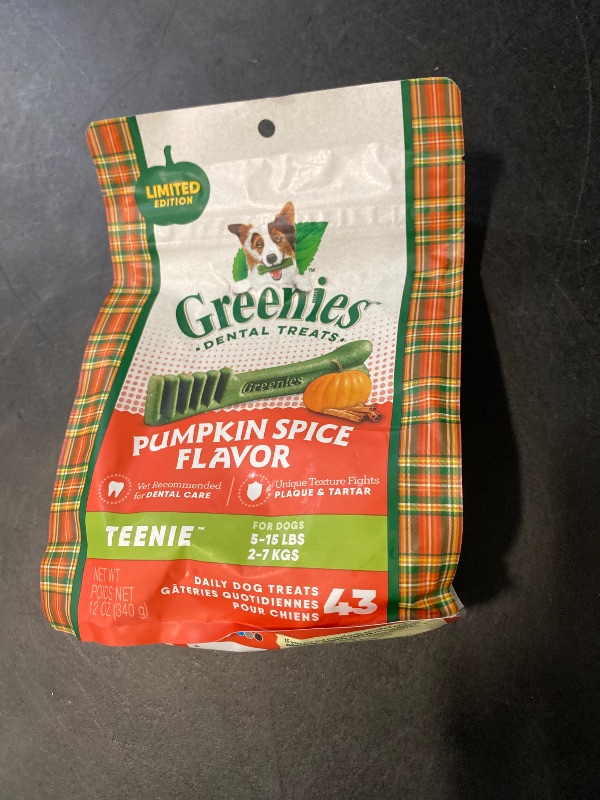 LIMITED
EDITION
Greenies™
• DENTAL TREATS •
Greenies
PUMPKIN SPICE
FLAVOR
Vet Recommended
for DENTAL CARE
Unique Texture Fights
PLAQUE & TARTAR
TEENIE™
FOR DOGS
5-15 LBS
2-7 KGS
NET WT
POIDS NET
12 OZ (340 g)
DAILY DOG TREATS
GÂTERIES QUOTIDIENNES
POUR CHIENS
43